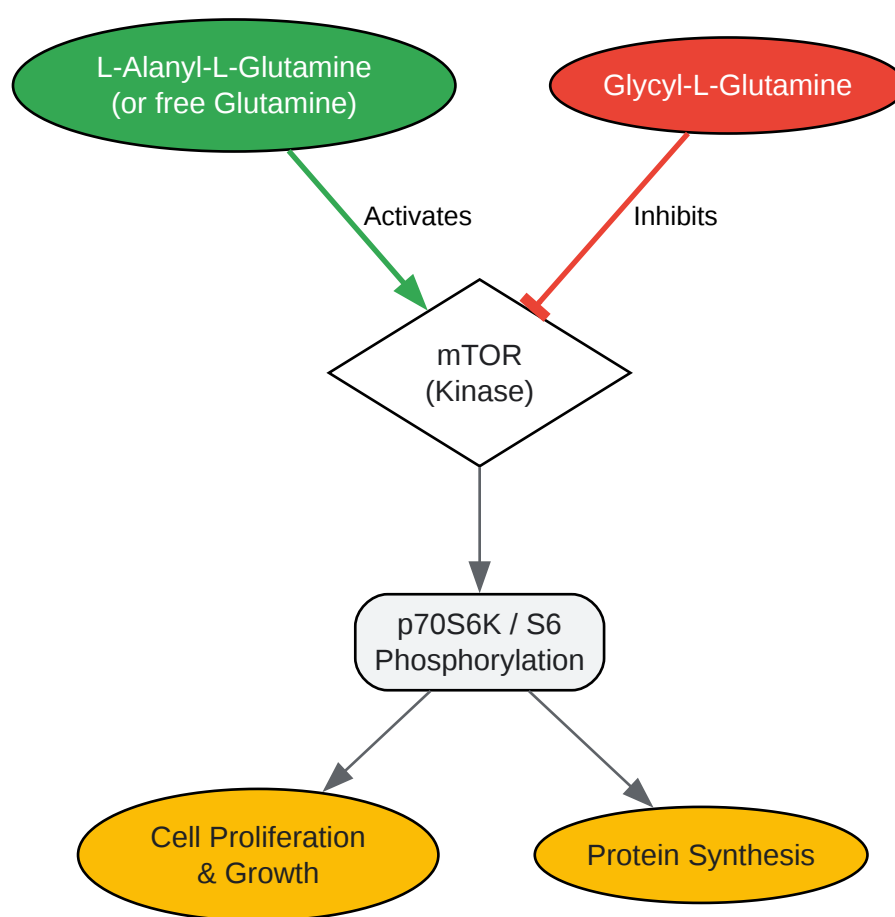 L-Alanyl-L-Glutamine
(or free Glutamine)
Glycyl-L-Glutamine
Activates
Inhibits
mTOR
(Kinase)
p70S6K / S6
Phosphorylation
Cell Proliferation
& Growth
Protein Synthesis